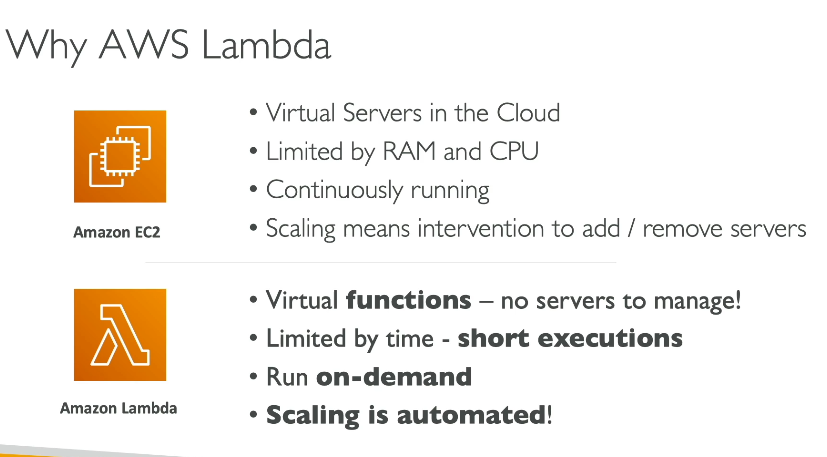 Why AWS Lambda
• Virtual Servers in the Cloud
• Limited by RAM and CPU
• Continuously running
• Scaling means intervention to add / remove servers
Amazon EC2
• Virtual functions – no servers to manage!
• Limited by time - short executions
• Run on-demand
• Scaling is automated!
Amazon Lambda